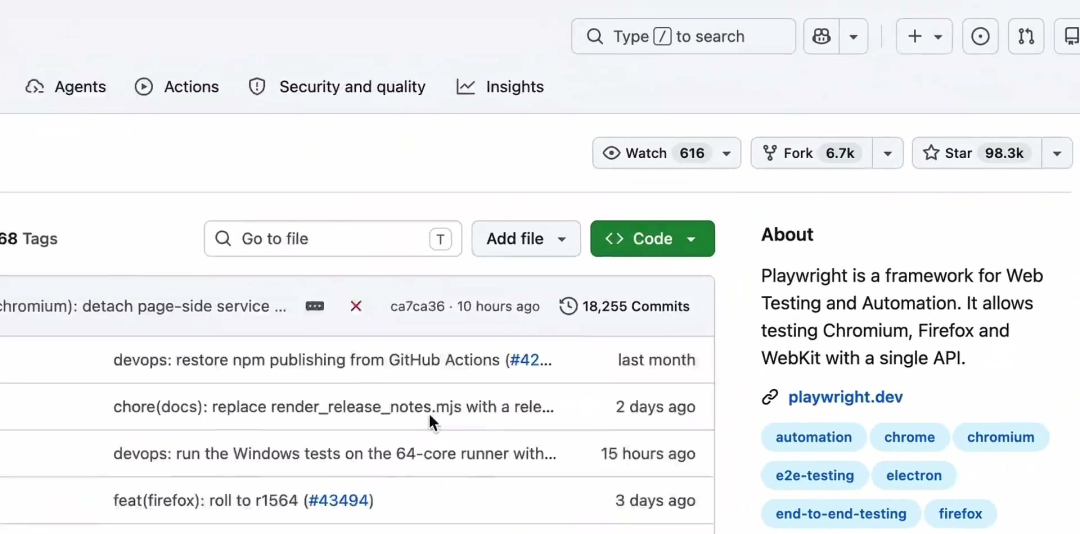 Type / to search
Agents Actions Security and quality Insights
Watch 616 Fork 6.7k Star 98.3k
68 Tags Go to file T Add file Code
chromium): detach page-side service ... ca7ca36 · 10 hours ago 18,255 Commits
devops: restore npm publishing from GitHub Actions (#42... last month
chore(docs): replace render_release_notes.mjs with a rele... 2 days ago
devops: run the Windows tests on the 64-core runner with... 15 hours ago
feat(firefox): roll to r1564 (#43494) 3 days ago
About
Playwright is a framework for Web
Testing and Automation. It allows
testing Chromium, Firefox and
WebKit with a single API.
playwright.dev
automation chrome chromium
e2e-testing electron
end-to-end-testing firefox